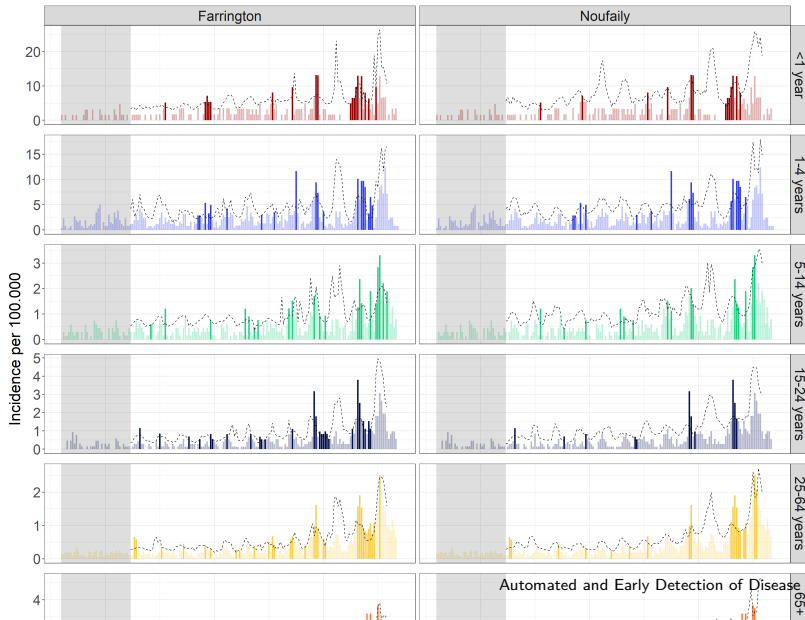 Farrington
Noufaily
20
10
0
<1 year
15
10
5
0
1-4 years
3
2
1
0
5-14 years
5
4
3
2
1
0
15-24 years
2
1
0
25-64 years
4
65+
Incidence per 100.000
Automated and Early Detection of Disease